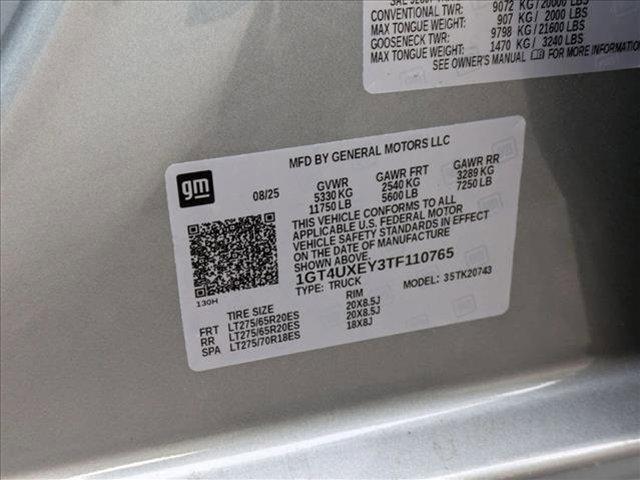 CONVENTIONAL TWR: 9072 KG / 20000 LBS
MAX TONGUE WEIGHT: 907 KG / 2000 LBS
GOOSENECK TWR: 9798 KG / 21600 LBS
MAX TONGUE WEIGHT: 1470 KG / 3240 LBS
SEE OWNER'S MANUAL FOR MORE INFORMATION
MFD BY GENERAL MOTORS LLC
gm
08/25 GVWR GAWR FRT GAWR RR
5330 KG 2540 KG 3289 KG
11750 LB 5600 LB 7250 LB
THIS VEHICLE CONFORMS TO ALL
APPLICABLE U.S. FEDERAL MOTOR
VEHICLE SAFETY STANDARDS IN EFFECT
ON THE DATE OF MANUFACTURE
1GT4UXEY3TF110765
TYPE: TRUCK MODEL: 35TK20743
130H
TIRE SIZE RIM
FRT LT275/65R20ES 20X8.5J
RR LT275/65R20ES 20X8.5J
SPA LT275/70R18ES 18X8J